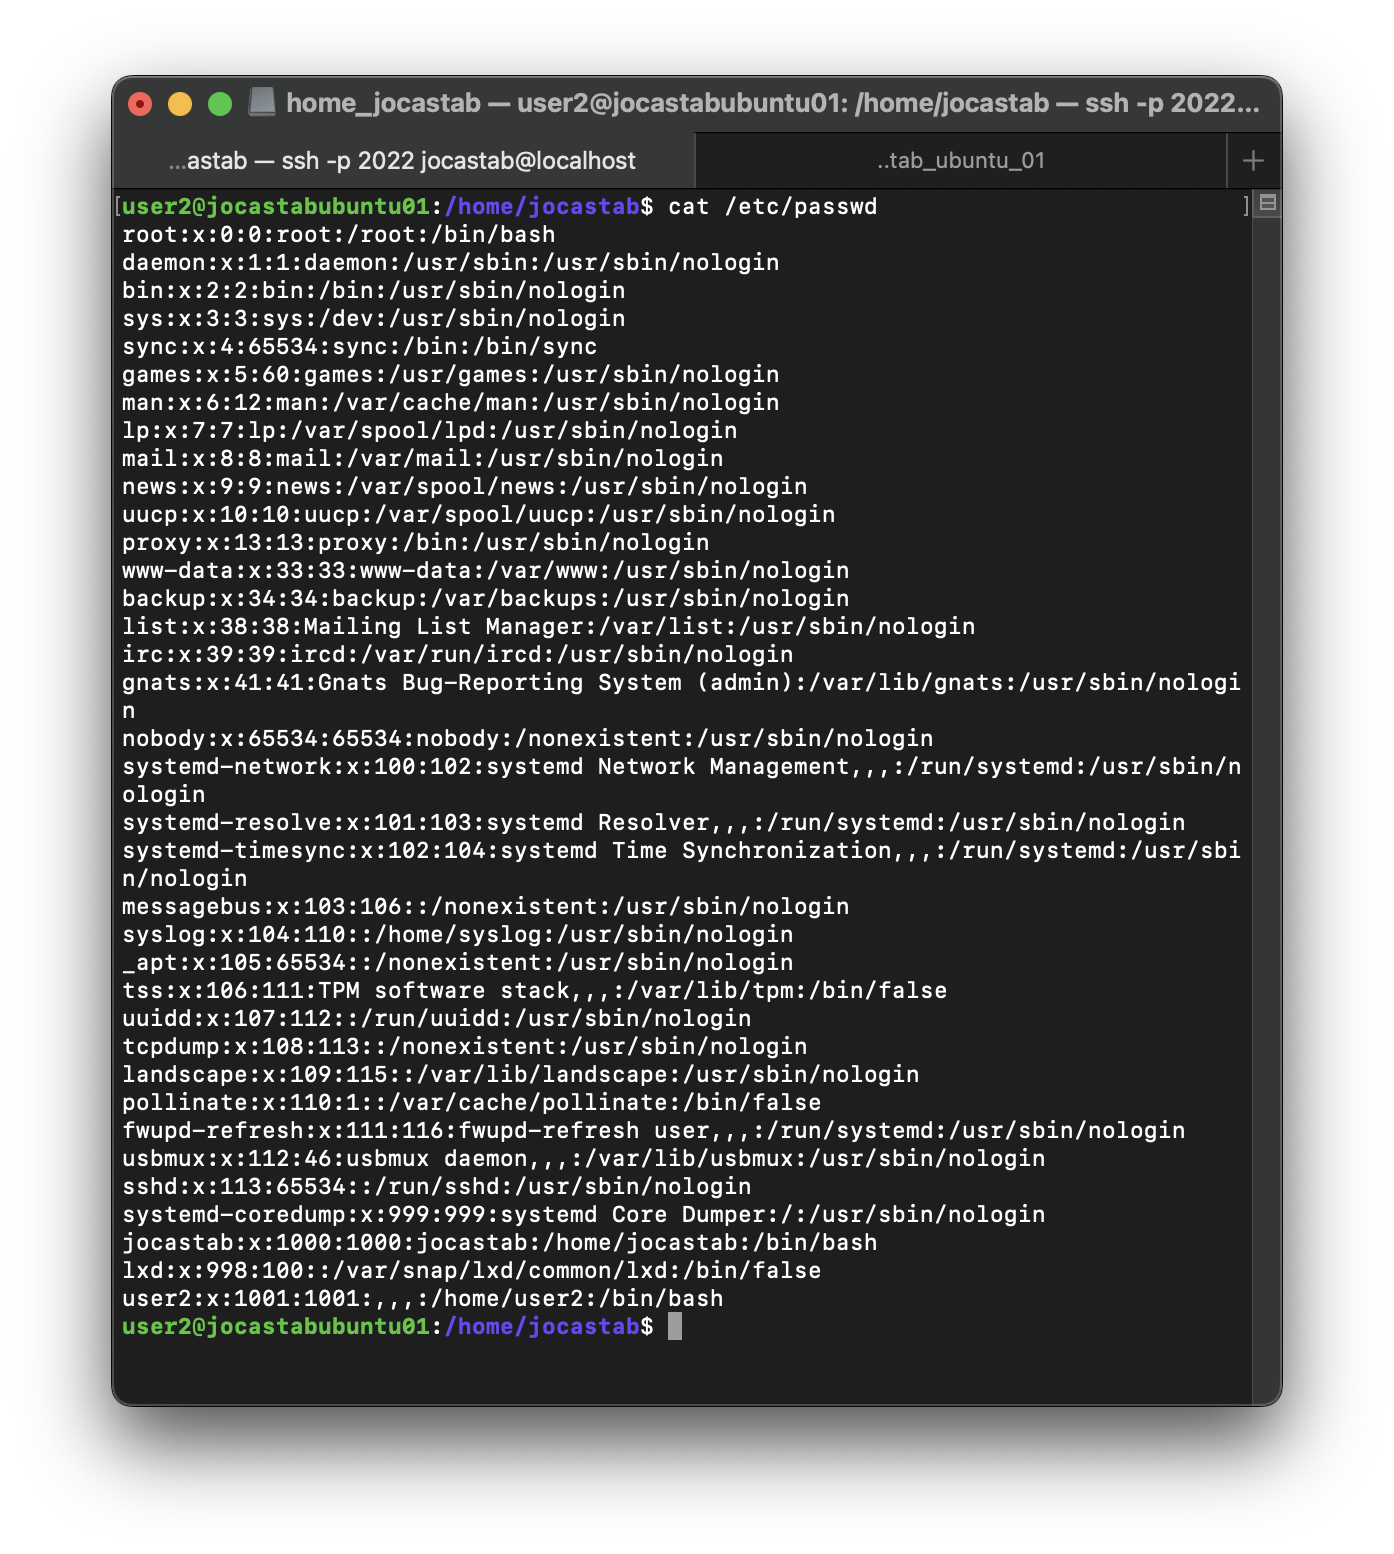 home_jocastab — user2@jocastabubuntu01: /home/jocastab — ssh -p 2022...
...astab — ssh -p 2022 jocastab@localhost
..tab_ubuntu_01
[user2@jocastabubuntu01:/home/jocastab$ cat /etc/passwd ]
root:x:0:0:root:/root:/bin/bash
daemon:x:1:1:daemon:/usr/sbin:/usr/sbin/nologin
bin:x:2:2:bin:/bin:/usr/sbin/nologin
sys:x:3:3:sys:/dev:/usr/sbin/nologin
sync:x:4:65534:sync:/bin:/bin/sync
games:x:5:60:games:/usr/games:/usr/sbin/nologin
man:x:6:12:man:/var/cache/man:/usr/sbin/nologin
lp:x:7:7:lp:/var/spool/lpd:/usr/sbin/nologin
mail:x:8:8:mail:/var/mail:/usr/sbin/nologin
news:x:9:9:news:/var/spool/news:/usr/sbin/nologin
uucp:x:10:10:uucp:/var/spool/uucp:/usr/sbin/nologin
proxy:x:13:13:proxy:/bin:/usr/sbin/nologin
www-data:x:33:33:www-data:/var/www:/usr/sbin/nologin
backup:x:34:34:backup:/var/backups:/usr/sbin/nologin
list:x:38:38:Mailing List Manager:/var/list:/usr/sbin/nologin
irc:x:39:39:ircd:/var/run/ircd:/usr/sbin/nologin
gnats:x:41:41:Gnats Bug-Reporting System (admin):/var/lib/gnats:/usr/sbin/nologi
n
nobody:x:65534:65534:nobody:/nonexistent:/usr/sbin/nologin
systemd-network:x:100:102:systemd Network Management,,,:/run/systemd:/usr/sbin/n
ologin
systemd-resolve:x:101:103:systemd Resolver,,,:/run/systemd:/usr/sbin/nologin
systemd-timesync:x:102:104:systemd Time Synchronization,,,:/run/systemd:/usr/sbi
n/nologin
messagebus:x:103:106::/nonexistent:/usr/sbin/nologin
syslog:x:104:110::/home/syslog:/usr/sbin/nologin
_apt:x:105:65534::/nonexistent:/usr/sbin/nologin
tss:x:106:111:TPM software stack,,,:/var/lib/tpm:/bin/false
uuidd:x:107:112::/run/uuidd:/usr/sbin/nologin
tcpdump:x:108:113::/nonexistent:/usr/sbin/nologin
landscape:x:109:115::/var/lib/landscape:/usr/sbin/nologin
pollinate:x:110:1::/var/cache/pollinate:/bin/false
fwupd-refresh:x:111:116:fwupd-refresh user,,,:/run/systemd:/usr/sbin/nologin
usbmux:x:112:46:usbmux daemon,,,:/var/lib/usbmux:/usr/sbin/nologin
sshd:x:113:65534::/run/sshd:/usr/sbin/nologin
systemd-coredump:x:999:999:systemd Core Dumper:/:/usr/sbin/nologin
jocastab:x:1000:1000:jocastab:/home/jocastab:/bin/bash
lxd:x:998:100::/var/snap/lxd/common/lxd:/bin/false
user2:x:1001:1001:,,,:/home/user2:/bin/bash
user2@jocastabubuntu01:/home/jocastab$